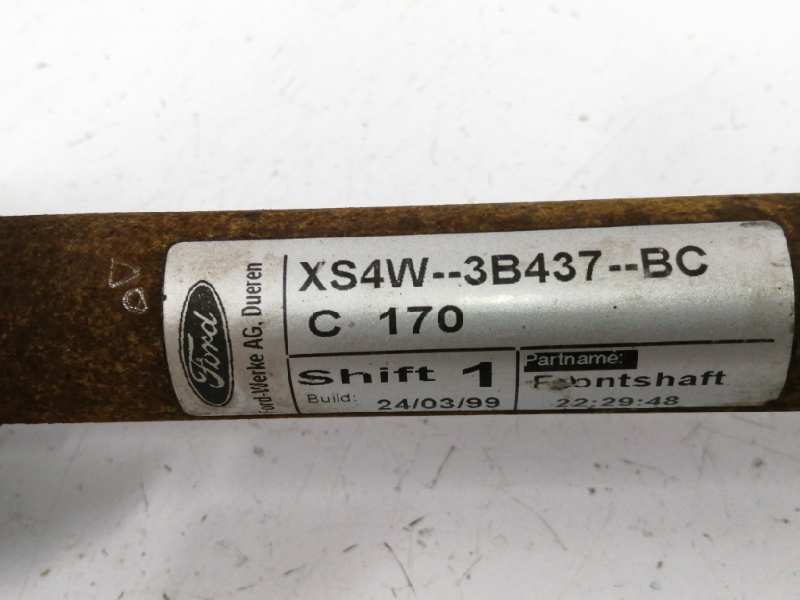 Ford
Ford-Werke AG, Dueren
XS4W--3B437--BC
C 170
Shift 1
Build: 24/03/99
Partname:
Frontshaft
22:29:48